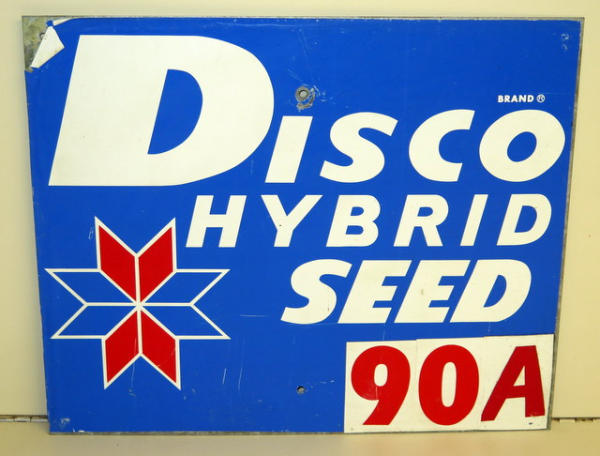 DISCO
BRAND ®
HYBRID
SEED
90A